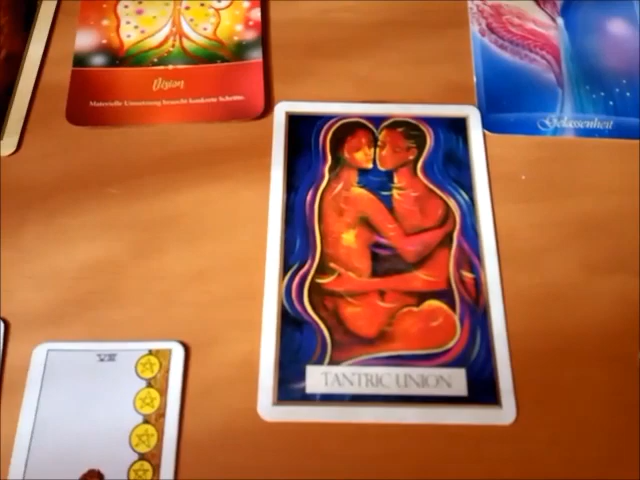 Vision
Materielle Umsetzung braucht konkrete Schritte.
Gelassenheit
TANTRIC UNION
VIII